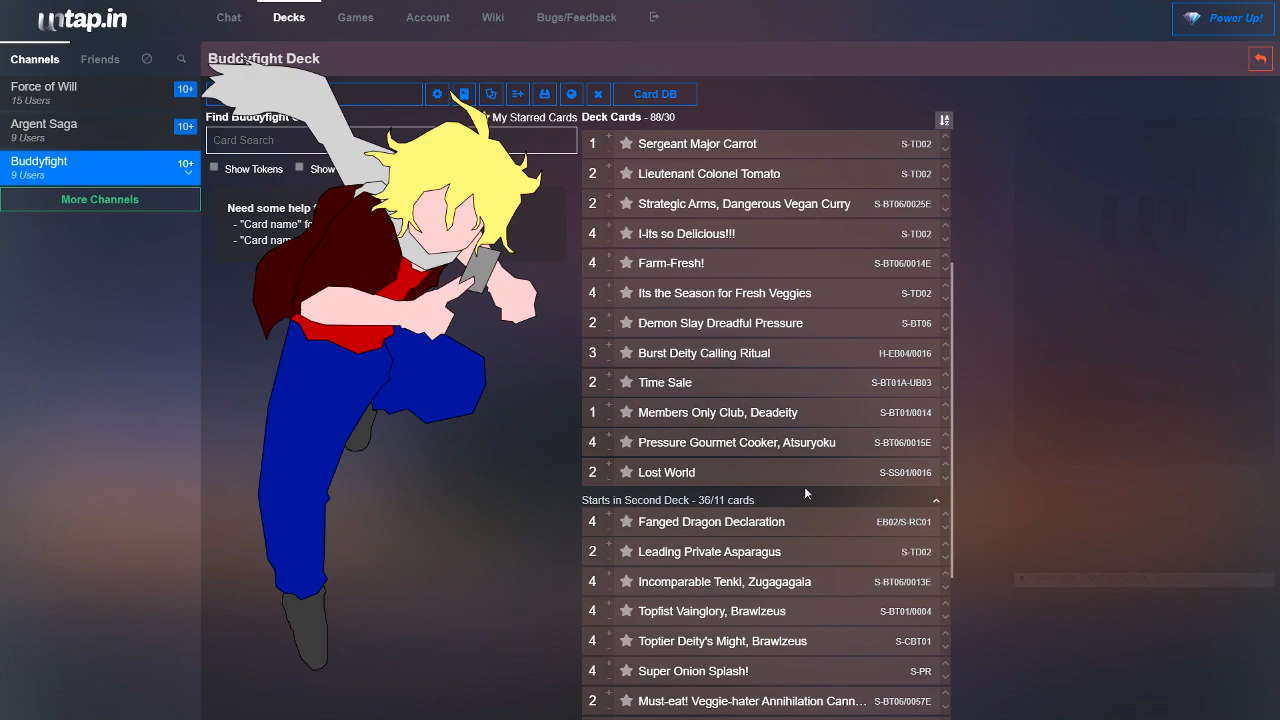 untap.in
Chat
Decks
Games
Account
Wiki
Bugs/Feedback
Power Up!
Channels
Friends
Force of Will
15 Users
10+
Argent Saga
9 Users
10+
Buddyfight
9 Users
10+
More Channels
Buddyfight Deck
Card DB
Find Buddyfight
My Starred Cards
Card Search
Show Tokens
Show
Need some help
- "Card name"
- "Card
Deck Cards - 88/30
1 Sergeant Major Carrot S-TD02
2 Lieutenant Colonel Tomato S-TD02
2 Strategic Arms, Dangerous Vegan Curry S-BT06/0025E
4 I-its so Delicious!!! S-TD02
4 Farm-Fresh! S-BT06/0014E
4 Its the Season for Fresh Veggies S-TD02
2 Demon Slay Dreadful Pressure S-BT06
3 Burst Deity Calling Ritual H-EB04/0016
2 Time Sale S-BT01A-UB03
1 Members Only Club, Deadeity S-BT01/0014
4 Pressure Gourmet Cooker, Atsuryoku S-BT06/0015E
2 Lost World S-SS01/0016
Starts in Second Deck - 36/11 cards
4 Fanged Dragon Declaration EB02/S-RC01
2 Leading Private Asparagus S-TD02
4 Incomparable Tenki, Zugagagaia S-BT06/0013E
4 Topfist Vainglory, Brawlzeus S-BT01/0004
4 Toptier Deity's Might, Brawlzeus S-CBT01
4 Super Onion Splash! S-PR
2 Must-eat! Veggie-hater Annihilation Cann... S-BT06/0057E